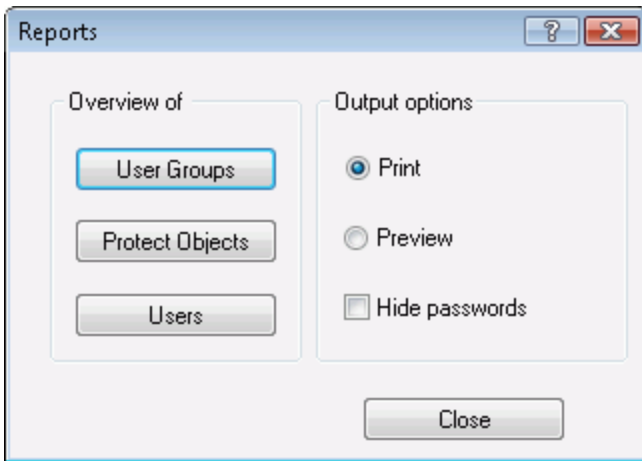 Reports
?
Overview of
User Groups
Protect Objects
Users
Output options
Print
Preview
Hide passwords
Close